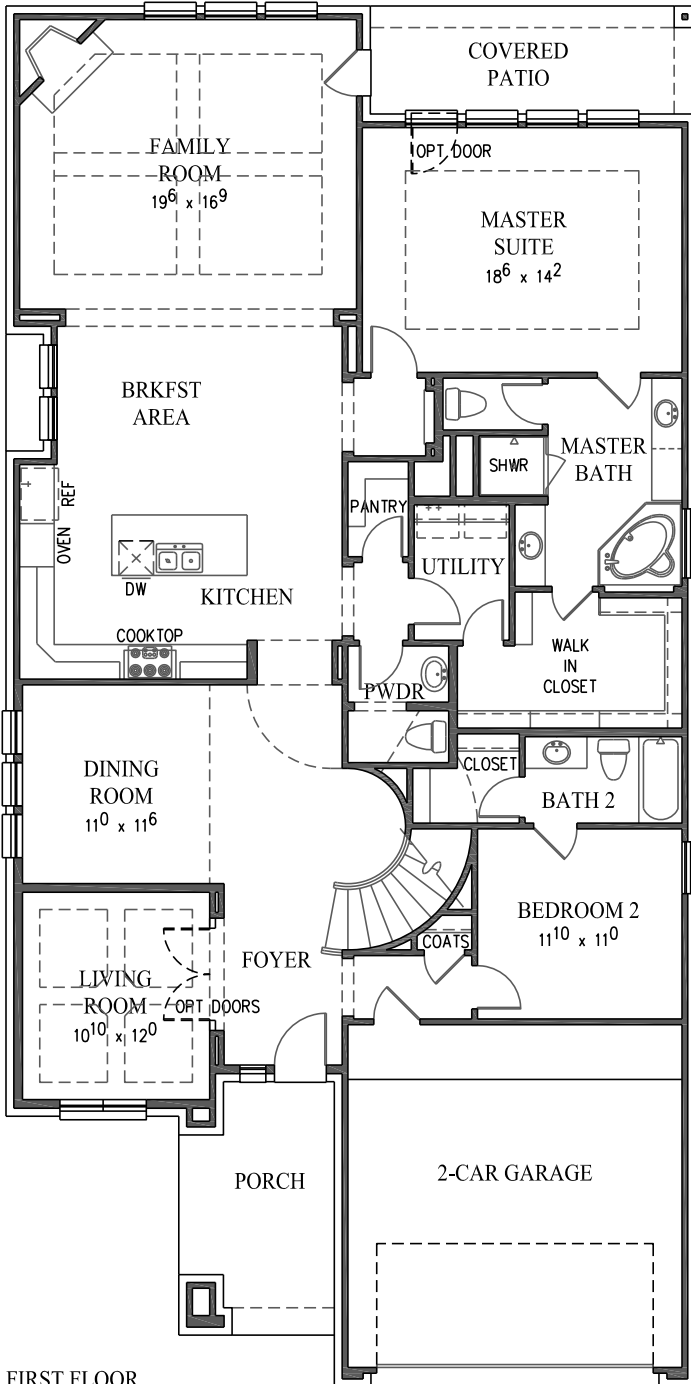 COVERED
PATIO
FAMILY
ROOM
19⁶ x 16⁹
OPT DOOR
MASTER
SUITE
18⁶ x 14²
BRKFST
AREA
MASTER
BATH
SHWR
REF
PANTRY
OVEN
UTILITY
DW
KITCHEN
COOKTOP
WALK
IN
CLOSET
PWDR
CLOSET
DINING
ROOM
11⁰ x 11⁶
BATH 2
BEDROOM 2
11¹⁰ x 11⁰
COATS
FOYER
LIVING
ROOM
10¹⁰ x 12⁰
OPT DOORS
PORCH
2-CAR GARAGE
FIRST FLOOR